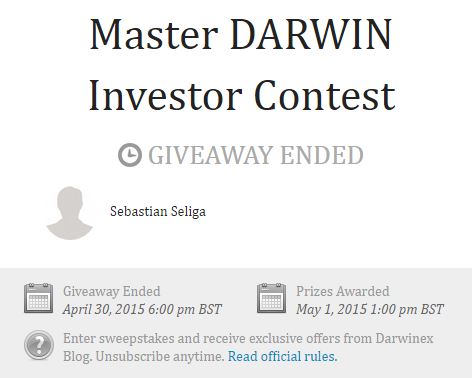 Master DARWIN
Investor Contest
GIVEAWAY ENDED
Sebastian Seliga
Giveaway Ended
April 30, 2015 6:00 pm BST
Prizes Awarded
May 1, 2015 1:00 pm BST
Enter sweepstakes and receive exclusive offers from Darwinex
Blog. Unsubscribe anytime. Read official rules.